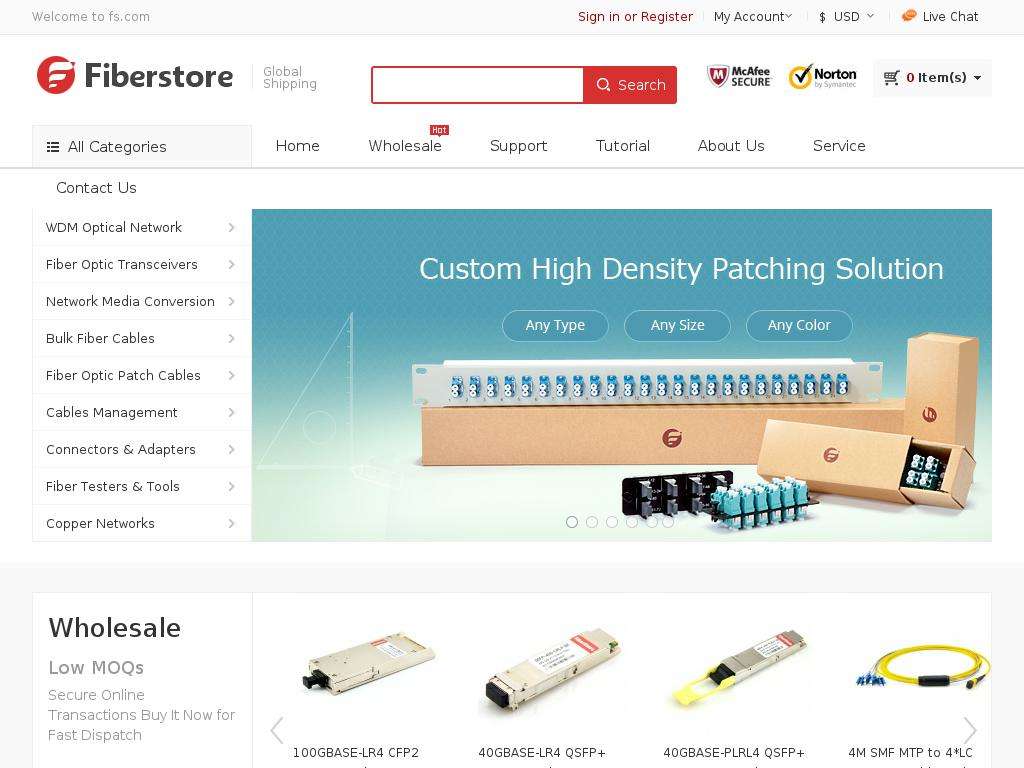 Welcome to fs.com
Sign in or Register
My Account
$ USD
Live Chat
Fiberstore
Global
Shipping
Search
McAfee
SECURE
Norton
by Symantec
0 Item(s)
All Categories
Home
Wholesale
Hot
Support
Tutorial
About Us
Service
Contact Us
WDM Optical Network
Fiber Optic Transceivers
Network Media Conversion
Bulk Fiber Cables
Fiber Optic Patch Cables
Cables Management
Connectors & Adapters
Fiber Testers & Tools
Copper Networks
Custom High Density Patching Solution
Any Type
Any Size
Any Color
Wholesale
Low MOQs
Secure Online
Transactions Buy It Now for
Fast Dispatch
100GBASE-LR4 CFP2
40GBASE-LR4 QSFP+
40GBASE-PLRL4 QSFP+
4M SMF MTP to 4*LC